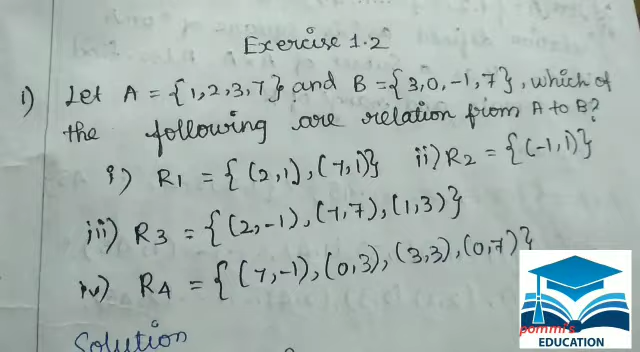 Exercise 1.2
1) Let A = {1,2,3,7} and B = {3,0,-1,7}, which of
the following are relation from A to B?
i) R1 = {(2,1), (7,1)} ii) R2 = {(-1,1)}
iii) R3 = {(2,-1), (7,7), (1,3)}
iv) R4 = {(7,-1), (0,3), (3,3), (0,7)}
Solution
pommi's
EDUCATION